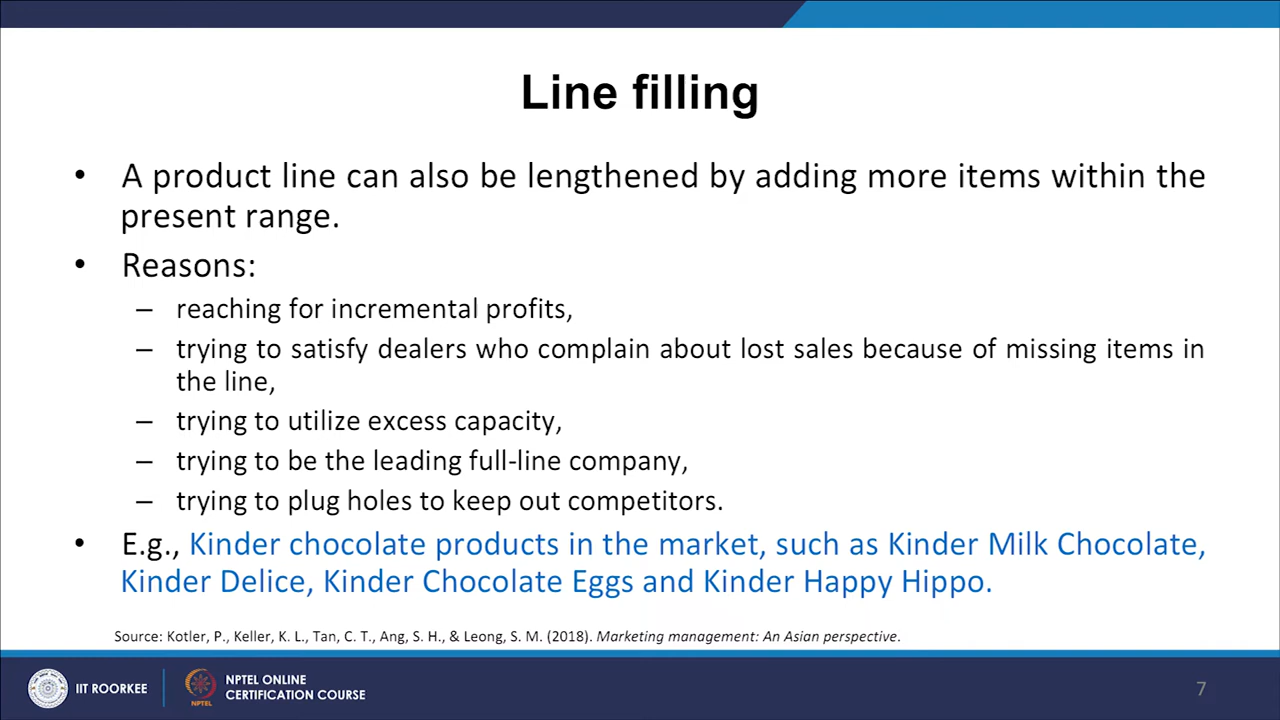 Line filling
• A product line can also be lengthened by adding more items within the
present range.
• Reasons:
– reaching for incremental profits,
– trying to satisfy dealers who complain about lost sales because of missing items in
the line,
– trying to utilize excess capacity,
– trying to be the leading full-line company,
– trying to plug holes to keep out competitors.
• E.g., Kinder chocolate products in the market, such as Kinder Milk Chocolate,
Kinder Delice, Kinder Chocolate Eggs and Kinder Happy Hippo.
Source: Kotler, P., Keller, K. L., Tan, C. T., Ang, S. H., & Leong, S. M. (2018). Marketing management: An Asian perspective.
IIT ROORKEE
NPTEL
NPTEL ONLINE
CERTIFICATION COURSE
7